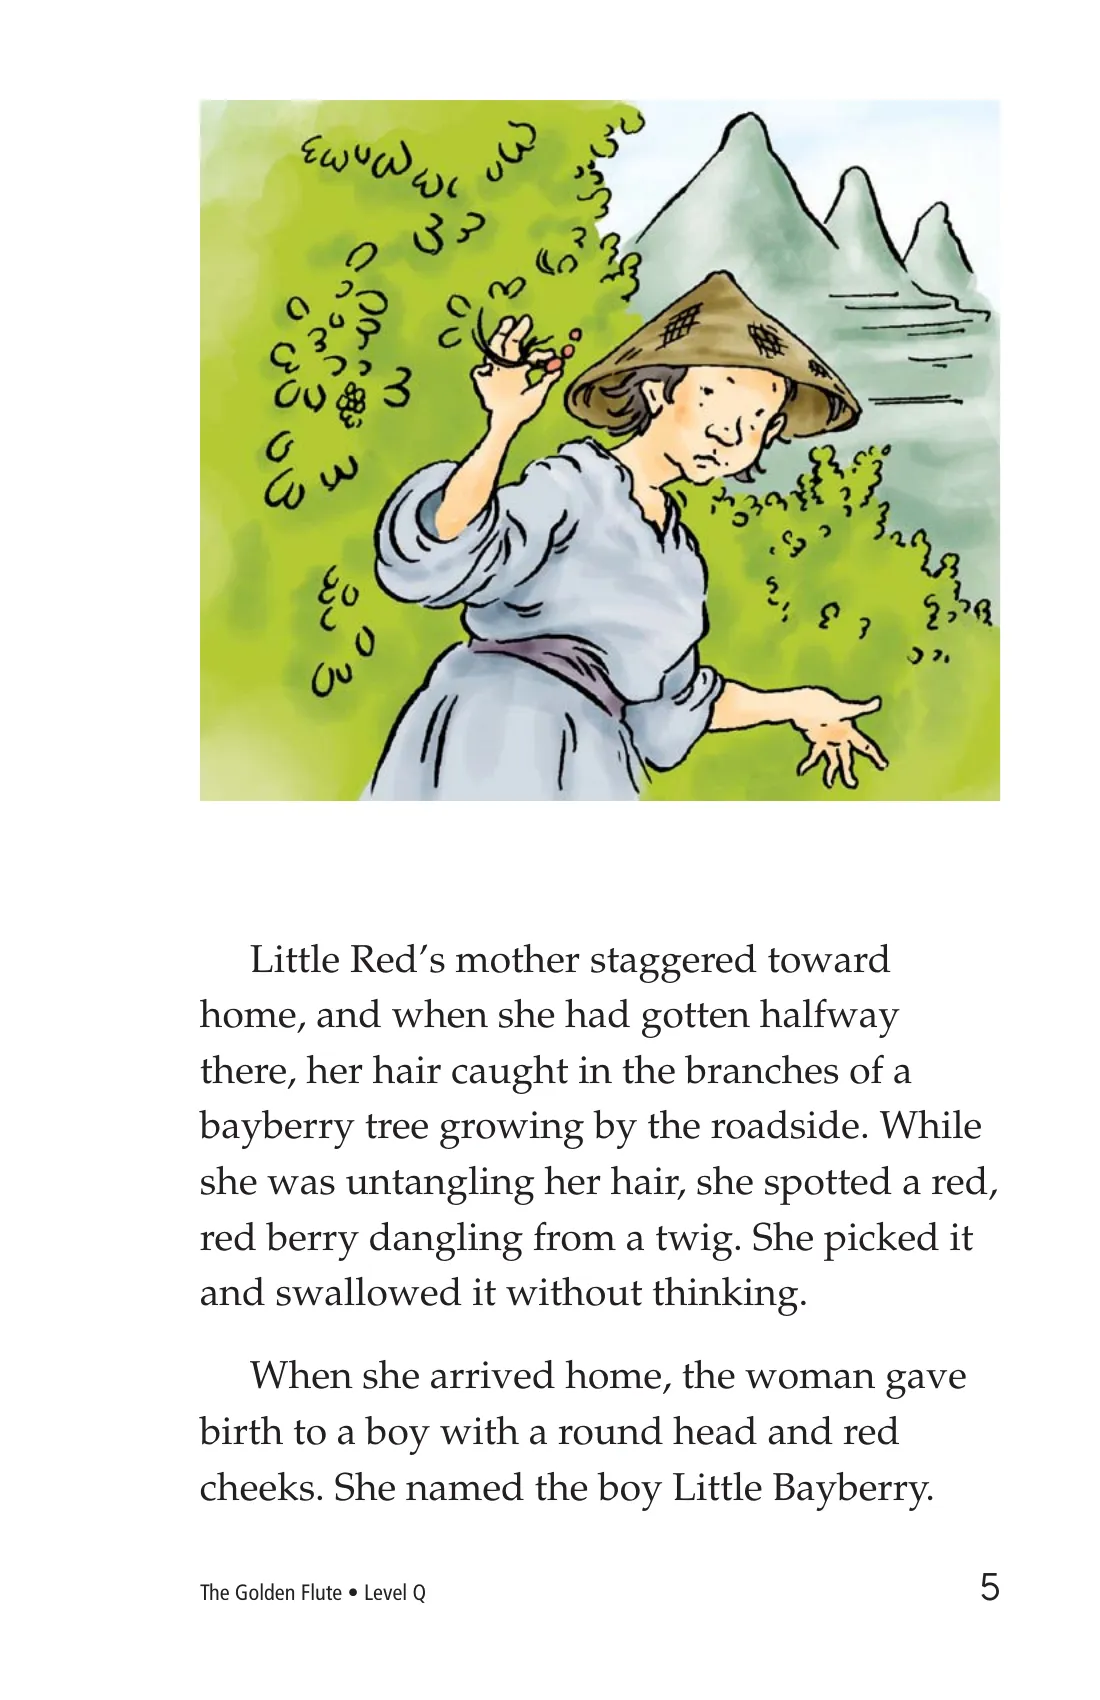 Little Red’s mother staggered toward
home, and when she had gotten halfway
there, her hair caught in the branches of a
bayberry tree growing by the roadside. While
she was untangling her hair, she spotted a red,
red berry dangling from a twig. She picked it
and swallowed it without thinking.
When she arrived home, the woman gave
birth to a boy with a round head and red
cheeks. She named the boy Little Bayberry.
The Golden Flute • Level Q
5